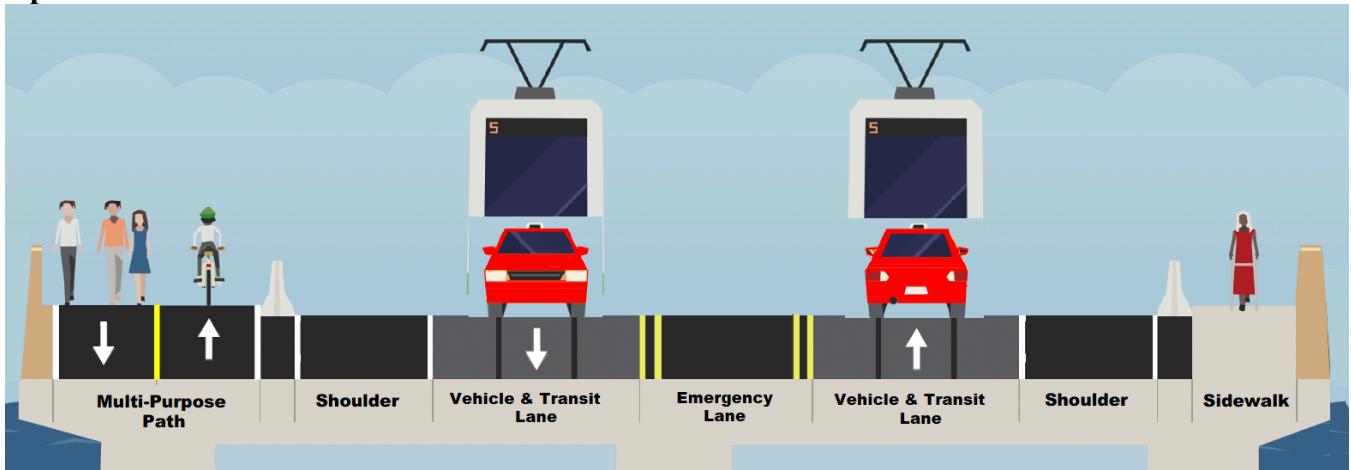 5
5
Multi-Purpose
Path
Shoulder
Vehicle & Transit
Lane
Emergency
Lane
Vehicle & Transit
Lane
Shoulder
Sidewalk